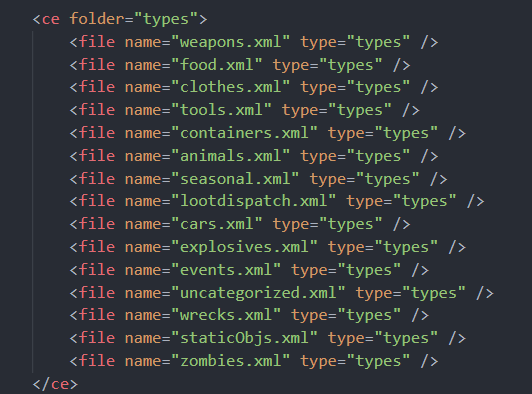 <ce folder="types">
<file name="weapons.xml" type="types" />
<file name="food.xml" type="types" />
<file name="clothes.xml" type="types" />
<file name="tools.xml" type="types" />
<file name="containers.xml" type="types" />
<file name="animals.xml" type="types" />
<file name="seasonal.xml" type="types" />
<file name="lootdispatch.xml" type="types" />
<file name="cars.xml" type="types" />
<file name="explosives.xml" type="types" />
<file name="events.xml" type="types" />
<file name="uncategorized.xml" type="types" />
<file name="wrecks.xml" type="types" />
<file name="staticObjs.xml" type="types" />
<file name="zombies.xml" type="types" />
</ce>